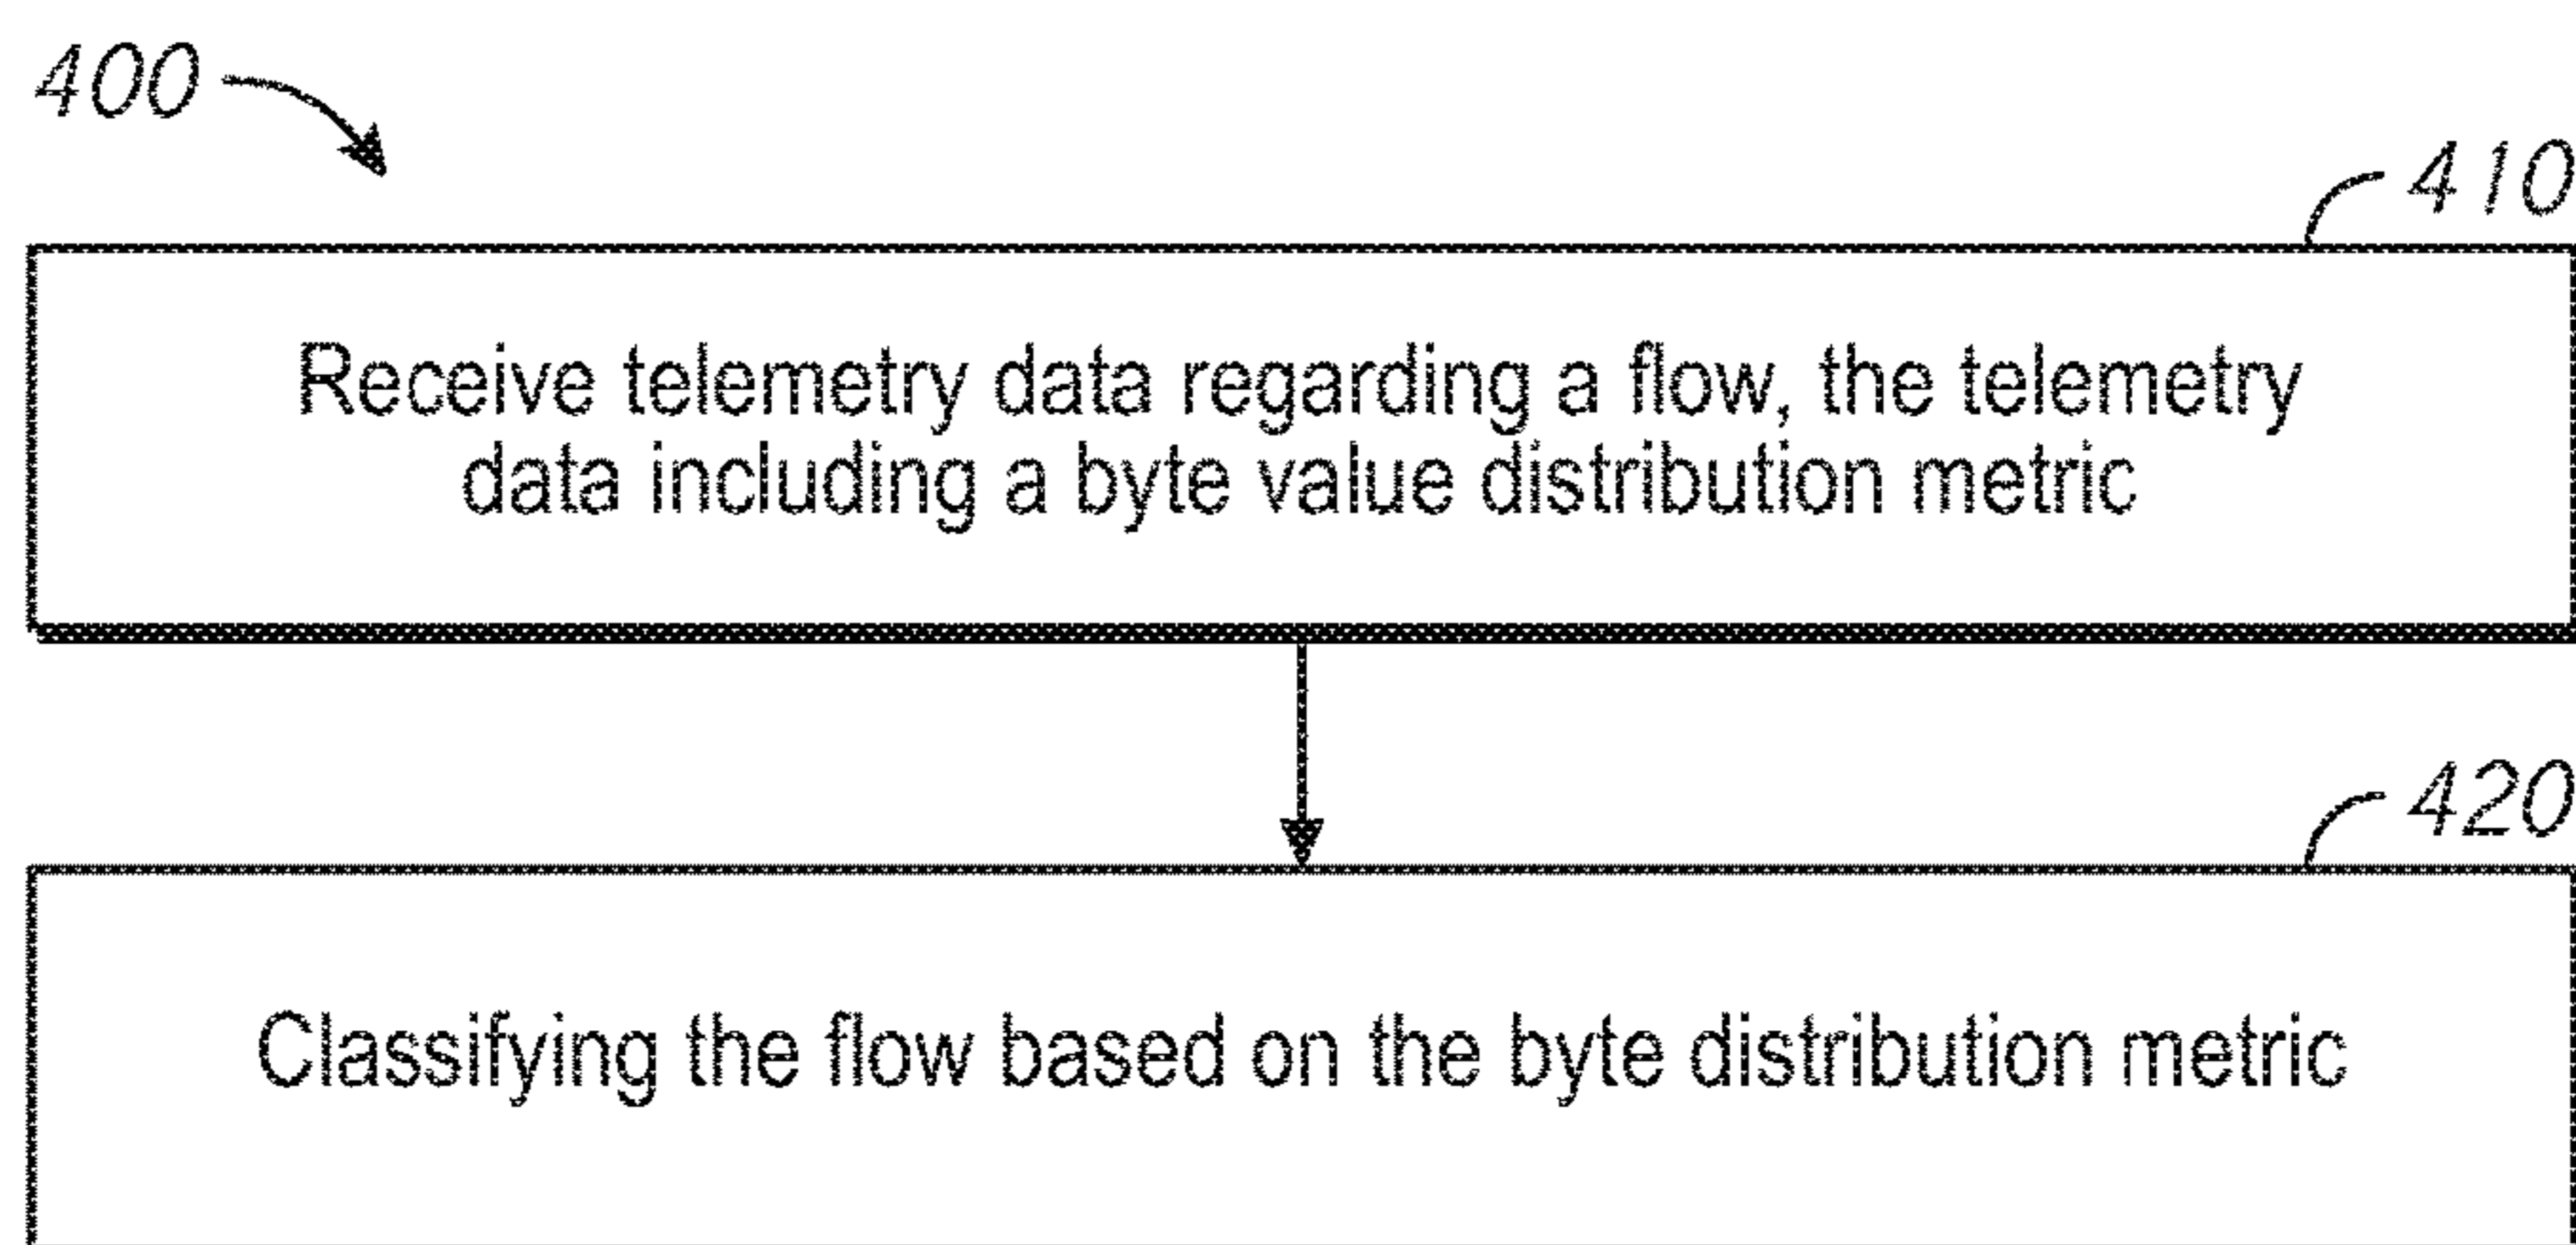 400
410
Receive telemetry data regarding a flow, the telemetry
data including a byte value distribution metric
420
Classifying the flow based on the byte distribution metric